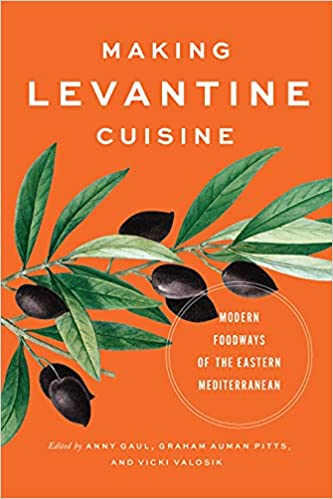 MAKING
LEVANTINE
CUISINE
MODERN
FOODWAYS
OF THE EASTERN
MEDITERRANEAN
Edited by ANNY GAUL, GRAHAM AUMAN PITTS,
AND VICKI VALOSIK